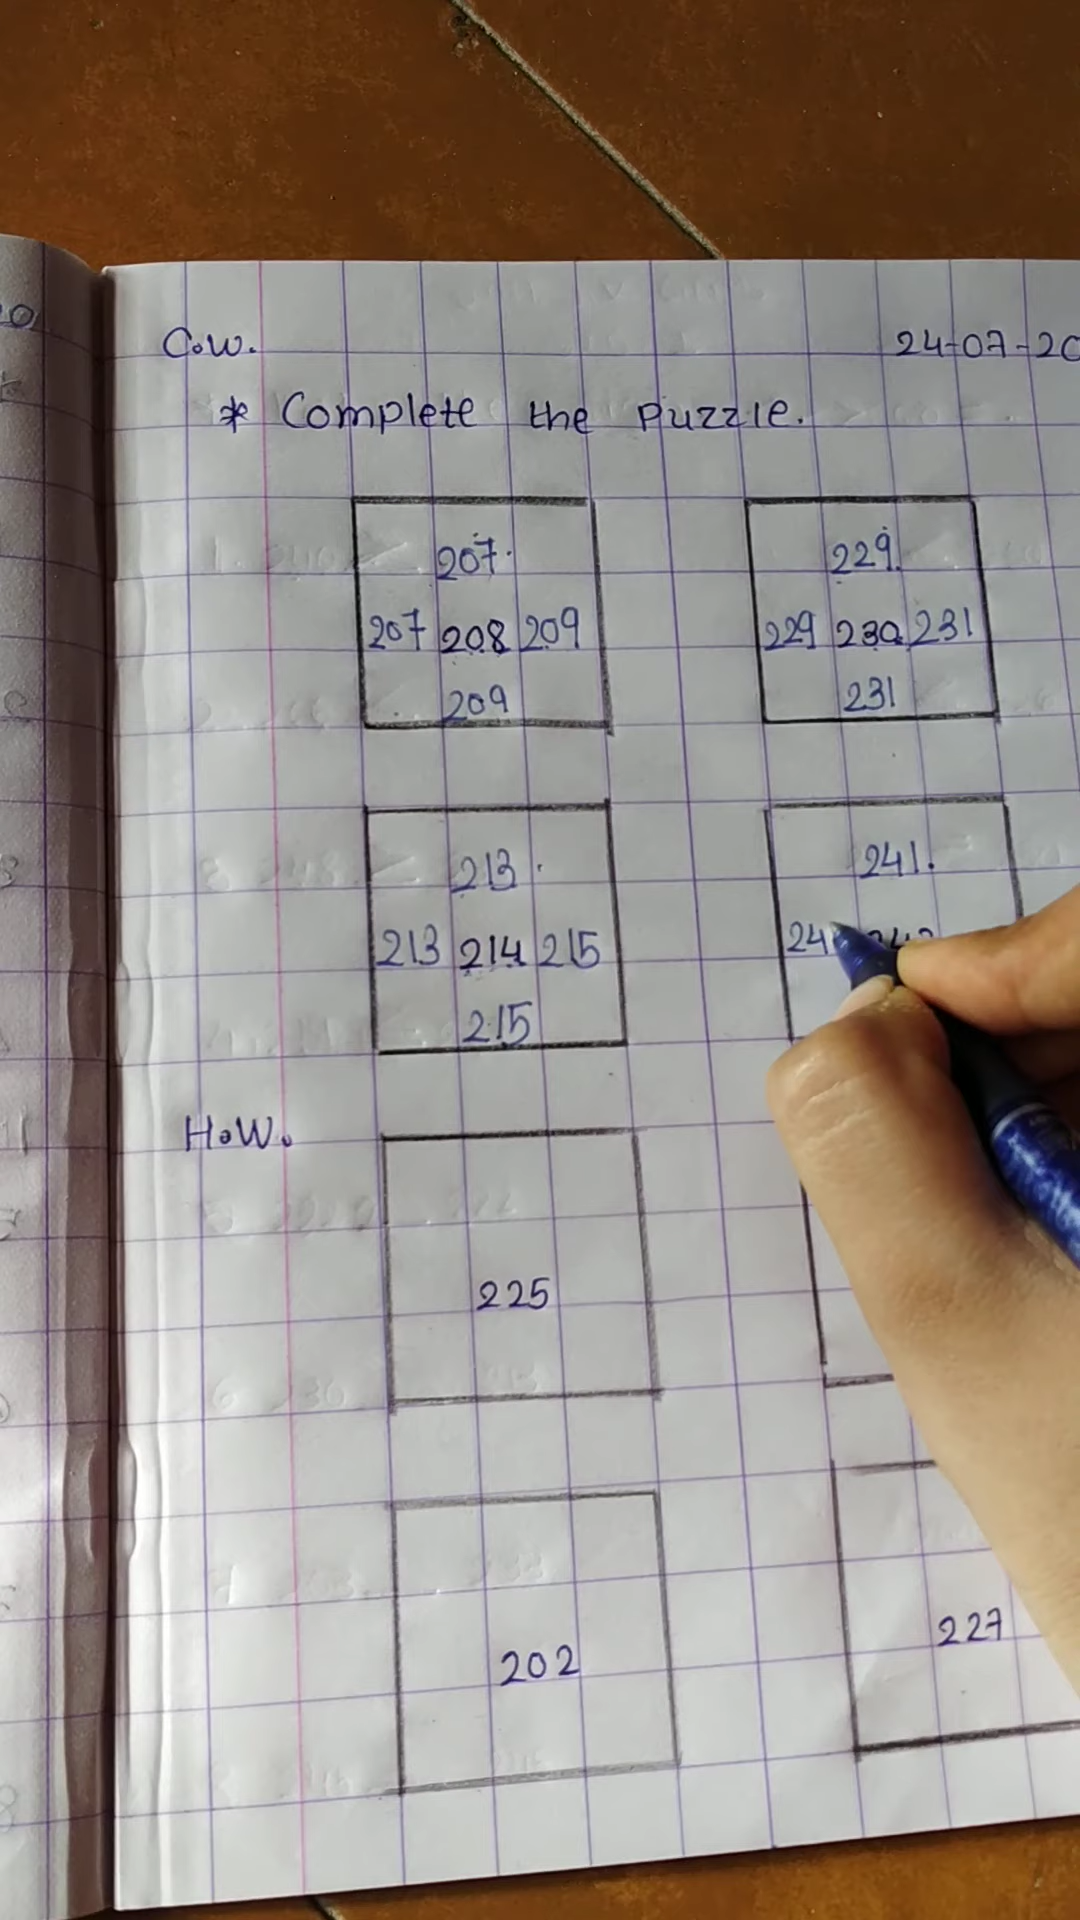 C.W. 24-07-20
* Complete the puzzle.
207 229
207 208 209 229 230 231
209 231
213 241
213 214 215 24
215
H.W.
225
202 227